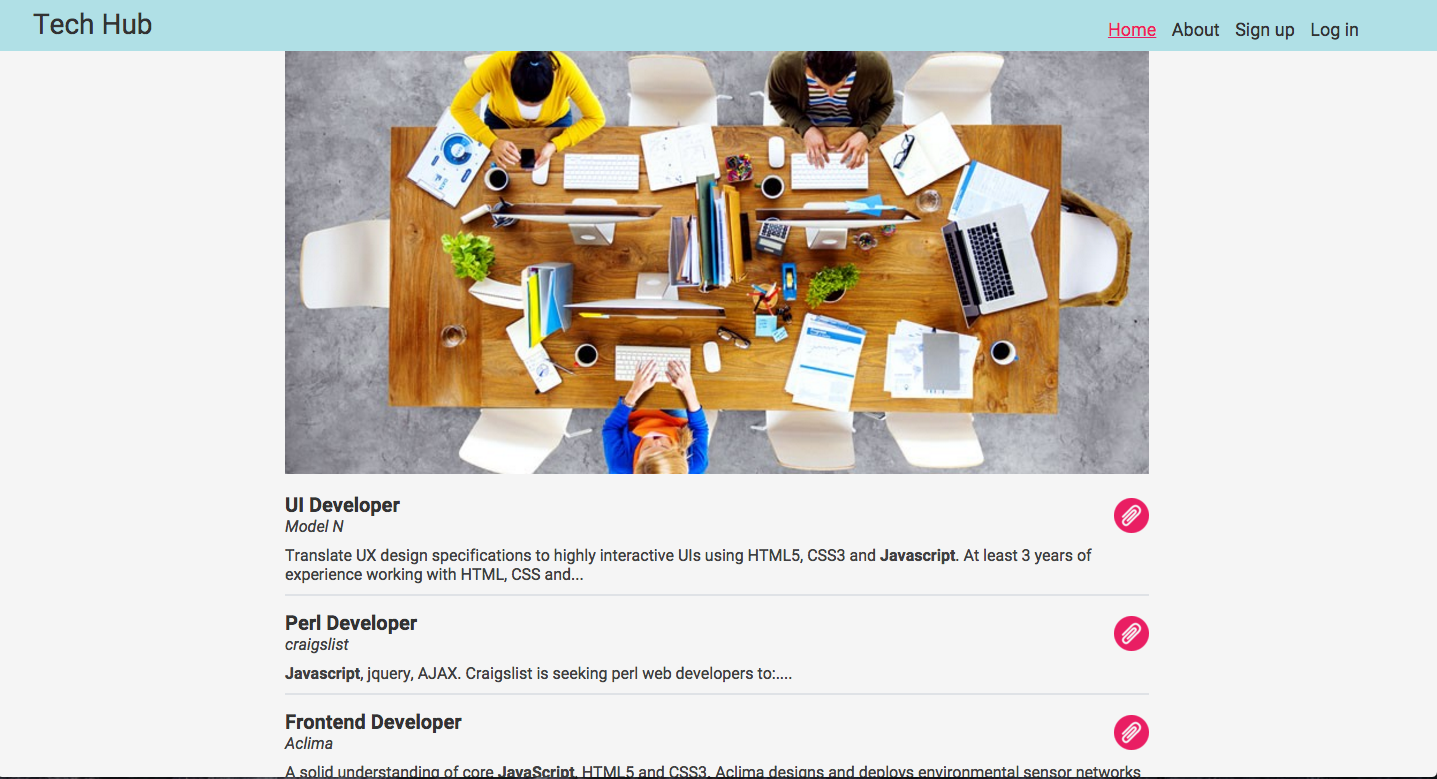 Tech Hub
Home About Sign up Log in
UI Developer
Model N
Translate UX design specifications to highly interactive UIs using HTML5, CSS3 and Javascript. At least 3 years of
experience working with HTML, CSS and...
Perl Developer
craigslist
Javascript, jquery, AJAX. Craigslist is seeking perl web developers to:....
Frontend Developer
Aclima
A solid understanding of core JavaScript, HTML5 and CSS3. Aclima designs and deploys environmental sensor networks